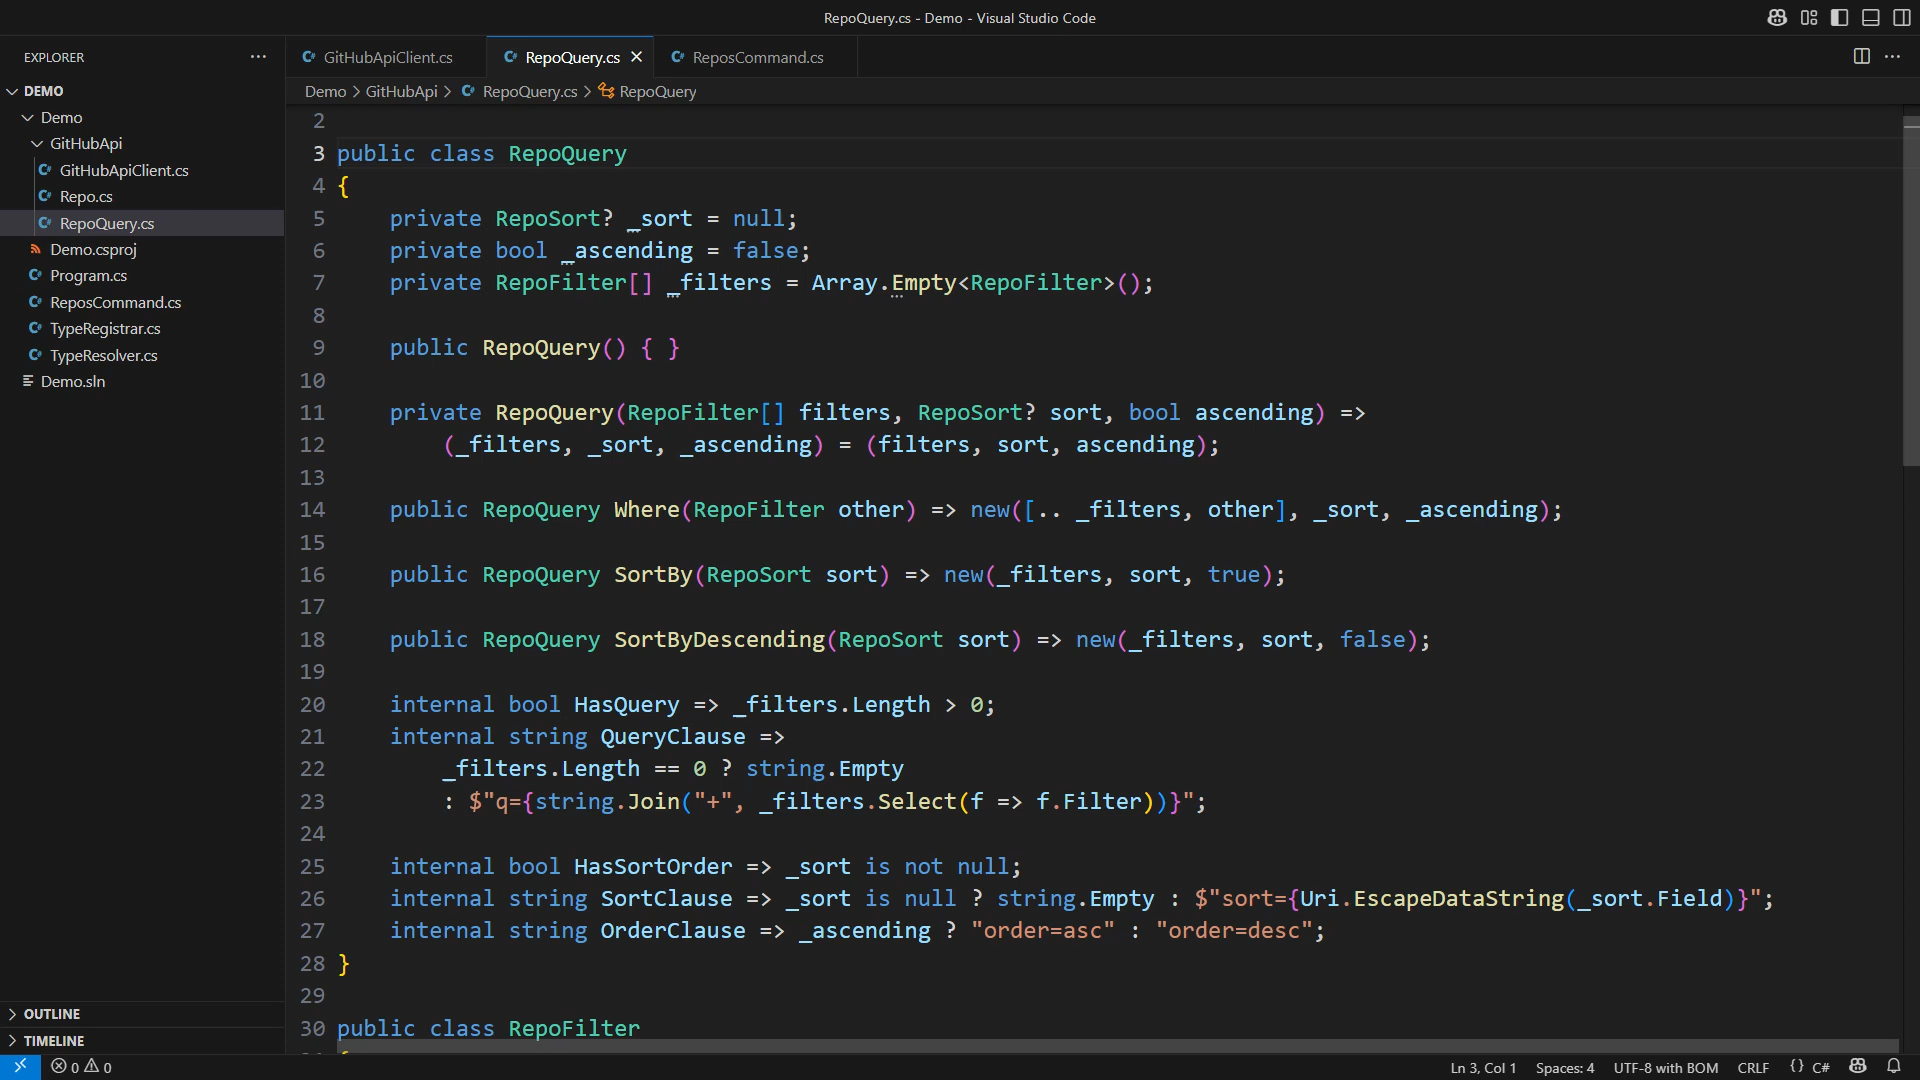 RepoQuery.cs - Demo - Visual Studio Code
EXPLORER
GitHubApiClient.cs
RepoQuery.cs
ReposCommand.cs
DEMO
Demo
GitHubApi
GitHubApiClient.cs
Repo.cs
RepoQuery.cs
Demo.csproj
Program.cs
ReposCommand.cs
TypeRegistrar.cs
TypeResolver.cs
Demo.sln
OUTLINE
TIMELINE
Demo > GitHubApi > RepoQuery.cs > RepoQuery
2
3 public class RepoQuery
4 {
5 private RepoSort? _sort = null;
6 private bool _ascending = false;
7 private RepoFilter[] _filters = Array.Empty<RepoFilter>();
8
9 public RepoQuery() { }
10
11 private RepoQuery(RepoFilter[] filters, RepoSort? sort, bool ascending) =>
12 (_filters, _sort, _ascending) = (filters, sort, ascending);
13
14 public RepoQuery Where(RepoFilter other) => new([.. _filters, other], _sort, _ascending);
15
16 public RepoQuery SortBy(RepoSort sort) => new(_filters, sort, true);
17
18 public RepoQuery SortByDescending(RepoSort sort) => new(_filters, sort, false);
19
20 internal bool HasQuery => _filters.Length > 0;
21 internal string QueryClause =>
22 _filters.Length == 0 ? string.Empty
23 : $"q={string.Join("+", _filters.Select(f => f.Filter))}";
24
25 internal bool HasSortOrder => _sort is not null;
26 internal string SortClause => _sort is null ? string.Empty : $"sort={Uri.EscapeDataString(_sort.Field)}";
27 internal string OrderClause => _ascending ? "order=asc" : "order=desc";
28 }
29
30 public class RepoFilter
0 0
Ln 3, Col 1
Spaces: 4
UTF-8 with BOM
CRLF
{} C#